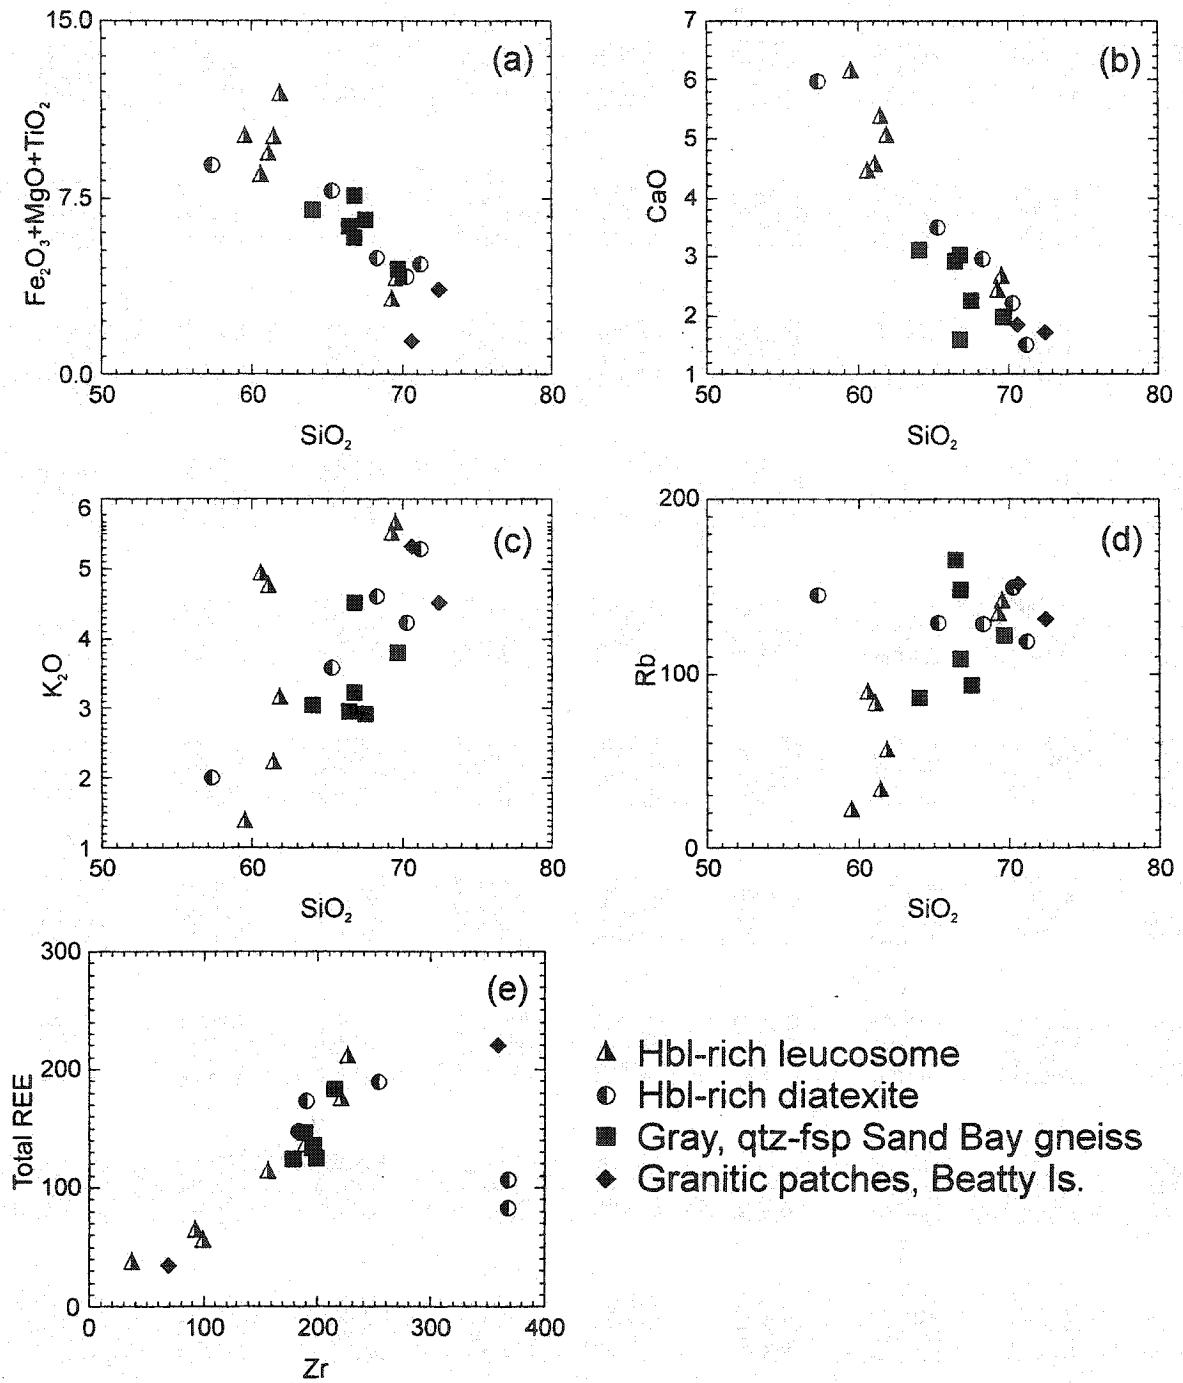 15.0
(a)
Fe₂O₃+MgO+TiO₂
7.5
0.0
50 60 70 80
SiO₂
7
(b)
6
5
CaO
4
3
2
1
50 60 70 80
SiO₂
6
(c)
5
4
K₂O
3
2
1
50 60 70 80
SiO₂
200
(d)
Rb
100
0
50 60 70 80
SiO₂
300
(e)
Total REE
200
100
0
0 100 200 300 400
Zr
Hbl-rich leucosome
Hbl-rich diatexite
Gray, qtz-fsp Sand Bay gneiss
Granitic patches, Beatty Is.